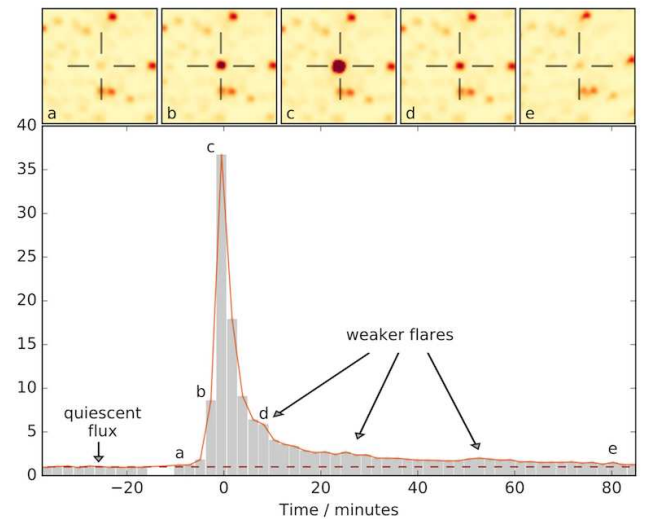 a
b
c
d
e
40
35
30
25
20
15
10
5
0
c
b
a
d
e
weaker flares
quiescent
flux
−20
0
20
40
60
80
Time / minutes